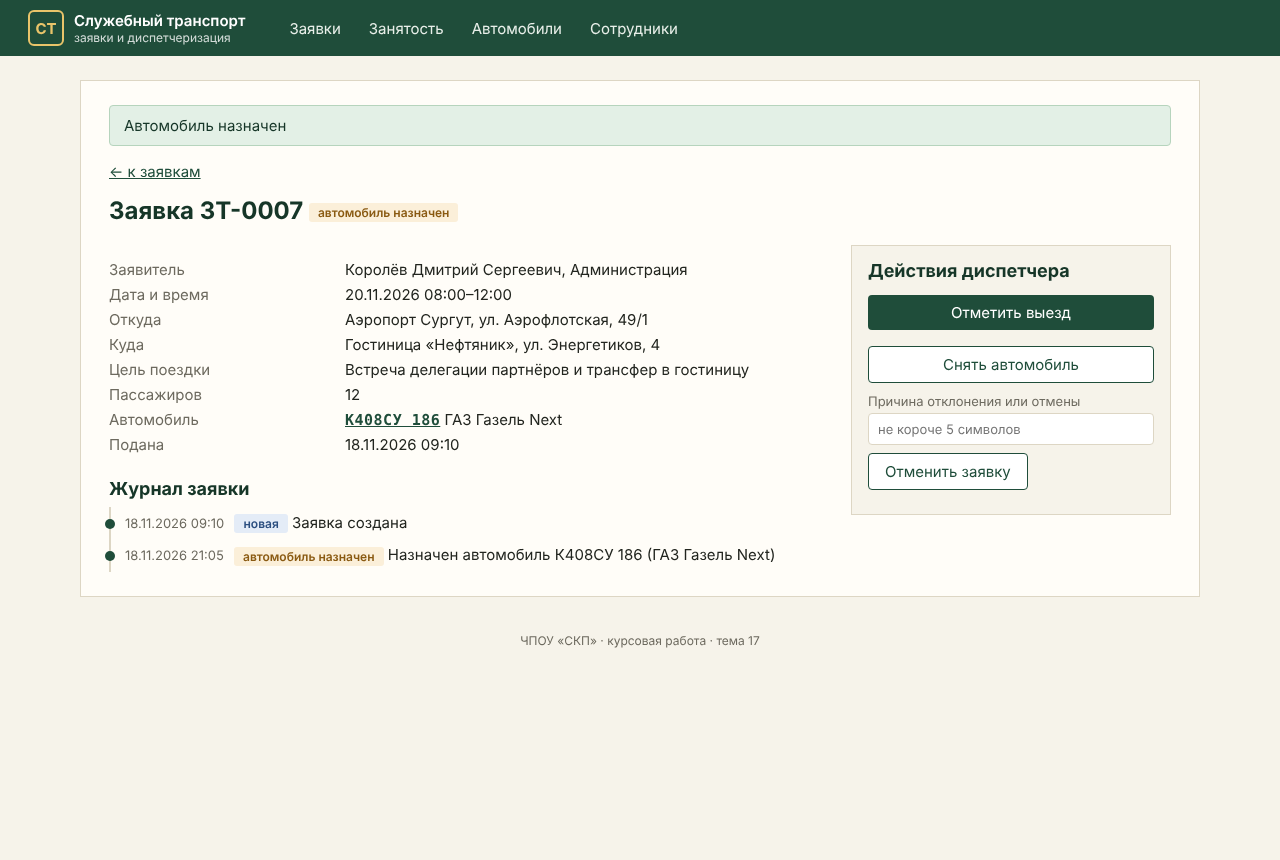 СТ
Служебный транспорт
заявки и диспетчеризация
Заявки Занятость Автомобили Сотрудники
Автомобиль назначен
← к заявкам
Заявка ЗТ-0007 автомобиль назначен
Заявитель Королёв Дмитрий Сергеевич, Администрация
Дата и время 20.11.2026 08:00–12:00
Откуда Аэропорт Сургут, ул. Аэрофлотская, 49/1
Куда Гостиница «Нефтяник», ул. Энергетиков, 4
Цель поездки Встреча делегации партнёров и трансфер в гостиницу
Пассажиров 12
Автомобиль К408СУ 186 ГАЗ Газель Next
Подана 18.11.2026 09:10
Журнал заявки
18.11.2026 09:10 новая Заявка создана
18.11.2026 21:05 автомобиль назначен Назначен автомобиль К408СУ 186 (ГАЗ Газель Next)
Действия диспетчера
Отметить выезд
Снять автомобиль
Причина отклонения или отмены
не короче 5 символов
Отменить заявку
ЧПОУ «СКП» · курсовая работа · тема 17